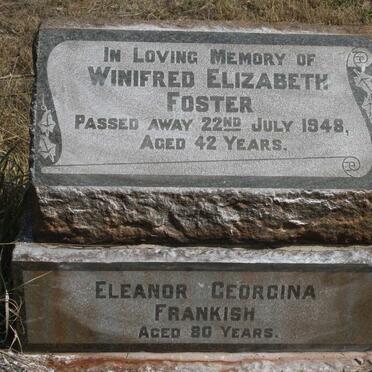 In Loving Memory of
Winifred Elizabeth
Foster
Passed away 22nd July 1948,
Aged 42 Years.
Eleanor Georgina
Frankish
Aged 80 Years.